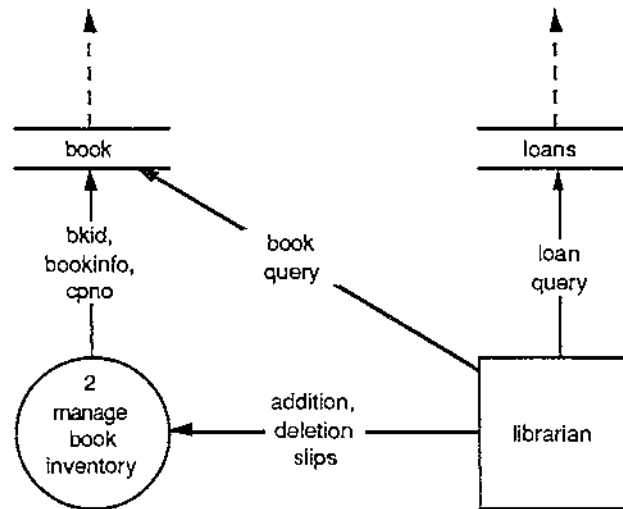 book
loans
bkid,
bookinfo,
cpno
book
query
loan
query
2
manage
book
inventory
addition,
deletion
slips
librarian